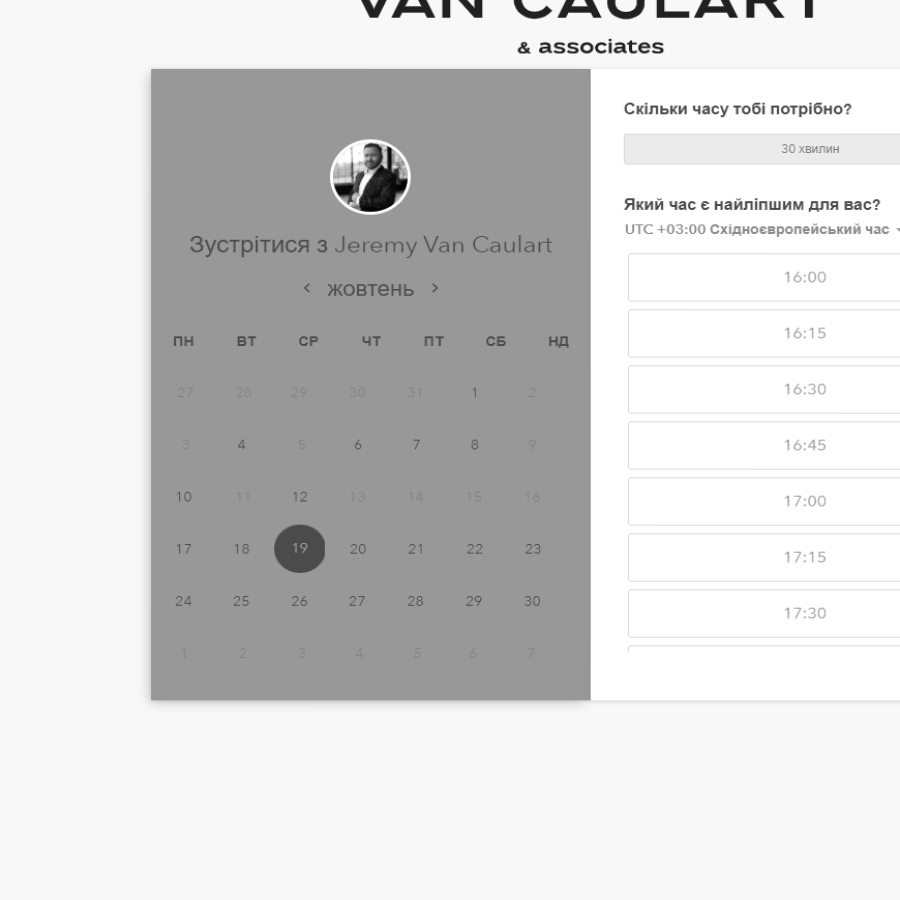 VAN CAULART
& associates
Зустрітися з Jeremy Van Caulart
жовтень
ПН ВТ СР ЧТ ПТ СБ НД
27 28 29 30 31 1 2
3 4 5 6 7 8 9
10 11 12 13 14 15 16
17 18 19 20 21 22 23
24 25 26 27 28 29 30
1 2 3 4 5 6 7
Скільки часу тобі потрібно?
30 хвилин
Який час є найліпшим для вас?
UTC +03:00 Східноєвропейський час
16:00
16:15
16:30
16:45
17:00
17:15
17:30